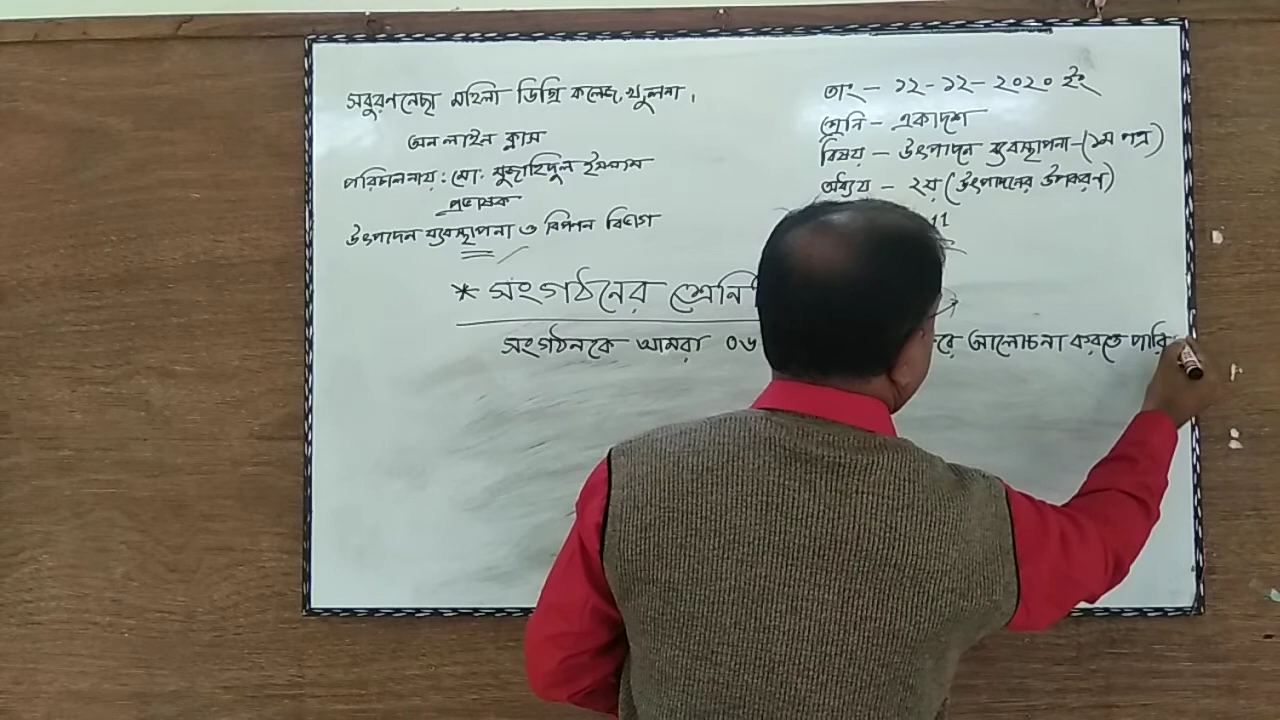 সবুরণনেছা মহিলা ডিগ্রি কলেজ, খুলনা,
অন লাইন ক্লাস
পরিচালনায়: মো: মুজাহিদুল ইসলাম
প্রভাষক
উৎপাদন ব্যবস্থাপনা ও বিপণন বিভাগ
তাং - ১২-১২-২০২০ ইং
শ্রেনি - একাদশ
বিষয় - উৎপাদন ব্যবস্থাপনা-(১ম পত্র)
অধ্যায় - ২য় (উৎপাদনের উপকরণ)
* সংগঠনের শ্রেনি
সংগঠনকে আমরা ০৬ রে আলোচনা করতে পারি